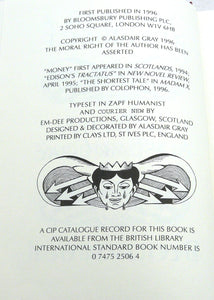 FIRST PUBLISHED IN 1996
BY BLOOMSBURY PUBLISHING PLC,
2 SOHO SQUARE, LONDON W1V 6HB
COPYRIGHT © ALASDAIR GRAY 1996
THE MORAL RIGHT OF THE AUTHOR HAS BEEN
ASSERTED
"MONEY" FIRST APPEARED IN SCOTLANDS, 1994;
"EDISON'S TRACTATUS" IN NEW NOVEL REVIEW,
APRIL 1995; "THE SHORTEST TALE" IN MADAM X,
PUBLISHED BY COLOPHON, 1996.
TYPESET IN ZAPF HUMANIST
AND COURIER NEW BY
EM-DEE PRODUCTIONS, GLASGOW, SCOTLAND
DESIGNED & DECORATED BY ALASDAIR GRAY
PRINTED BY CLAYS LTD, ST IVES PLC, ENGLAND
A CIP CATALOGUE RECORD FOR THIS BOOK IS
AVAILABLE FROM THE BRITISH LIBRARY
INTERNATIONAL STANDARD BOOK NUMBER IS
0 7475 2506 4